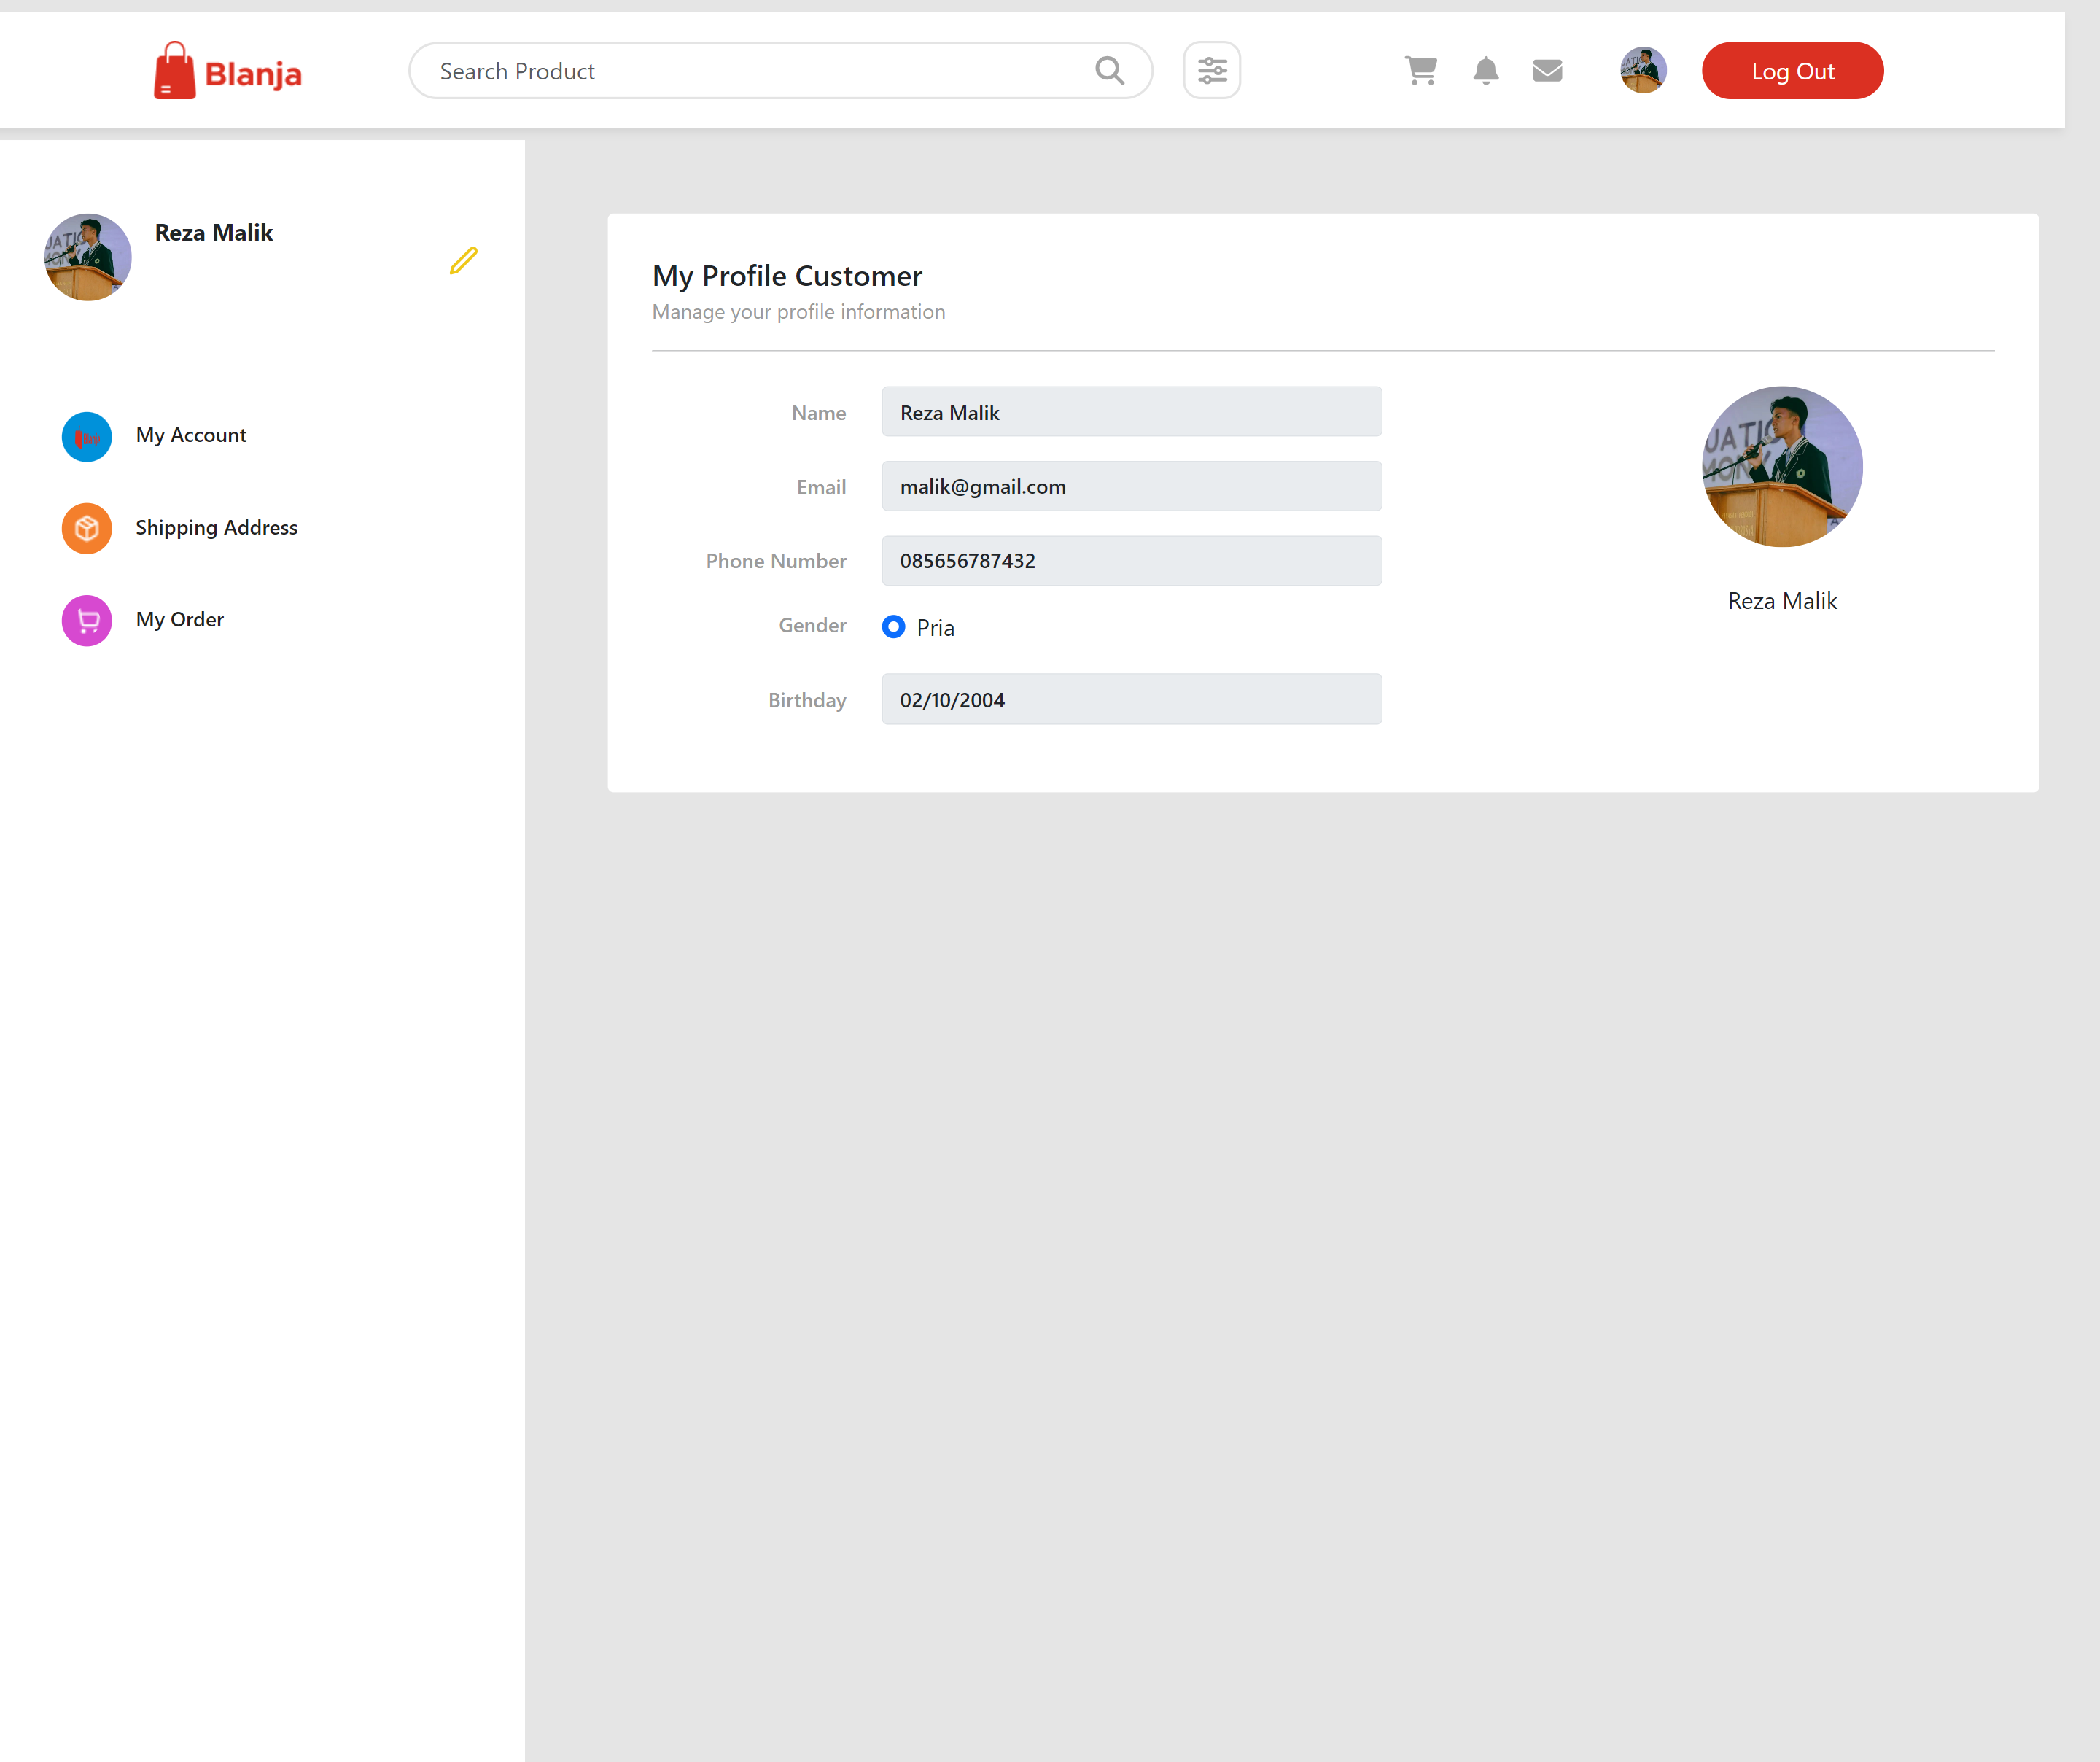 Blanja
Search Product
Log Out
Reza Malik
My Account
Shipping Address
My Order
My Profile Customer
Manage your profile information
Name
Reza Malik
Email
malik@gmail.com
Phone Number
085656787432
Gender
Pria
Birthday
02/10/2004
Reza Malik